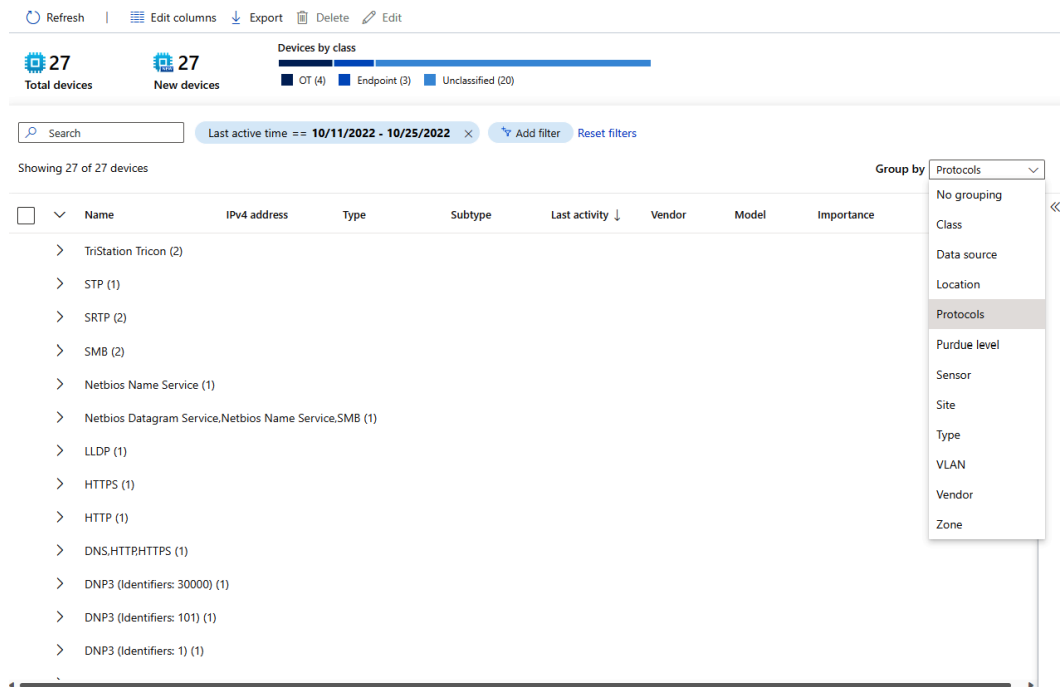 Refresh | Edit columns Export Delete Edit
27 Total devices
27 New devices
Devices by class
OT (4) Endpoint (3) Unclassified (20)
Search
Last active time == 10/11/2022 - 10/25/2022 Add filter Reset filters
Showing 27 of 27 devices
Group by Protocols
Name IPv4 address Type Subtype Last activity ↓ Vendor Model Importance
TriStation Tricon (2)
STP (1)
SRTP (2)
SMB (2)
Netbios Name Service (1)
Netbios Datagram Service,Netbios Name Service,SMB (1)
LLDP (1)
HTTPS (1)
HTTP (1)
DNS,HTTP,HTTPS (1)
DNP3 (Identifiers: 30000) (1)
DNP3 (Identifiers: 101) (1)
DNP3 (Identifiers: 1) (1)
No grouping
Class
Data source
Location
Protocols
Purdue level
Sensor
Site
Type
VLAN
Vendor
Zone